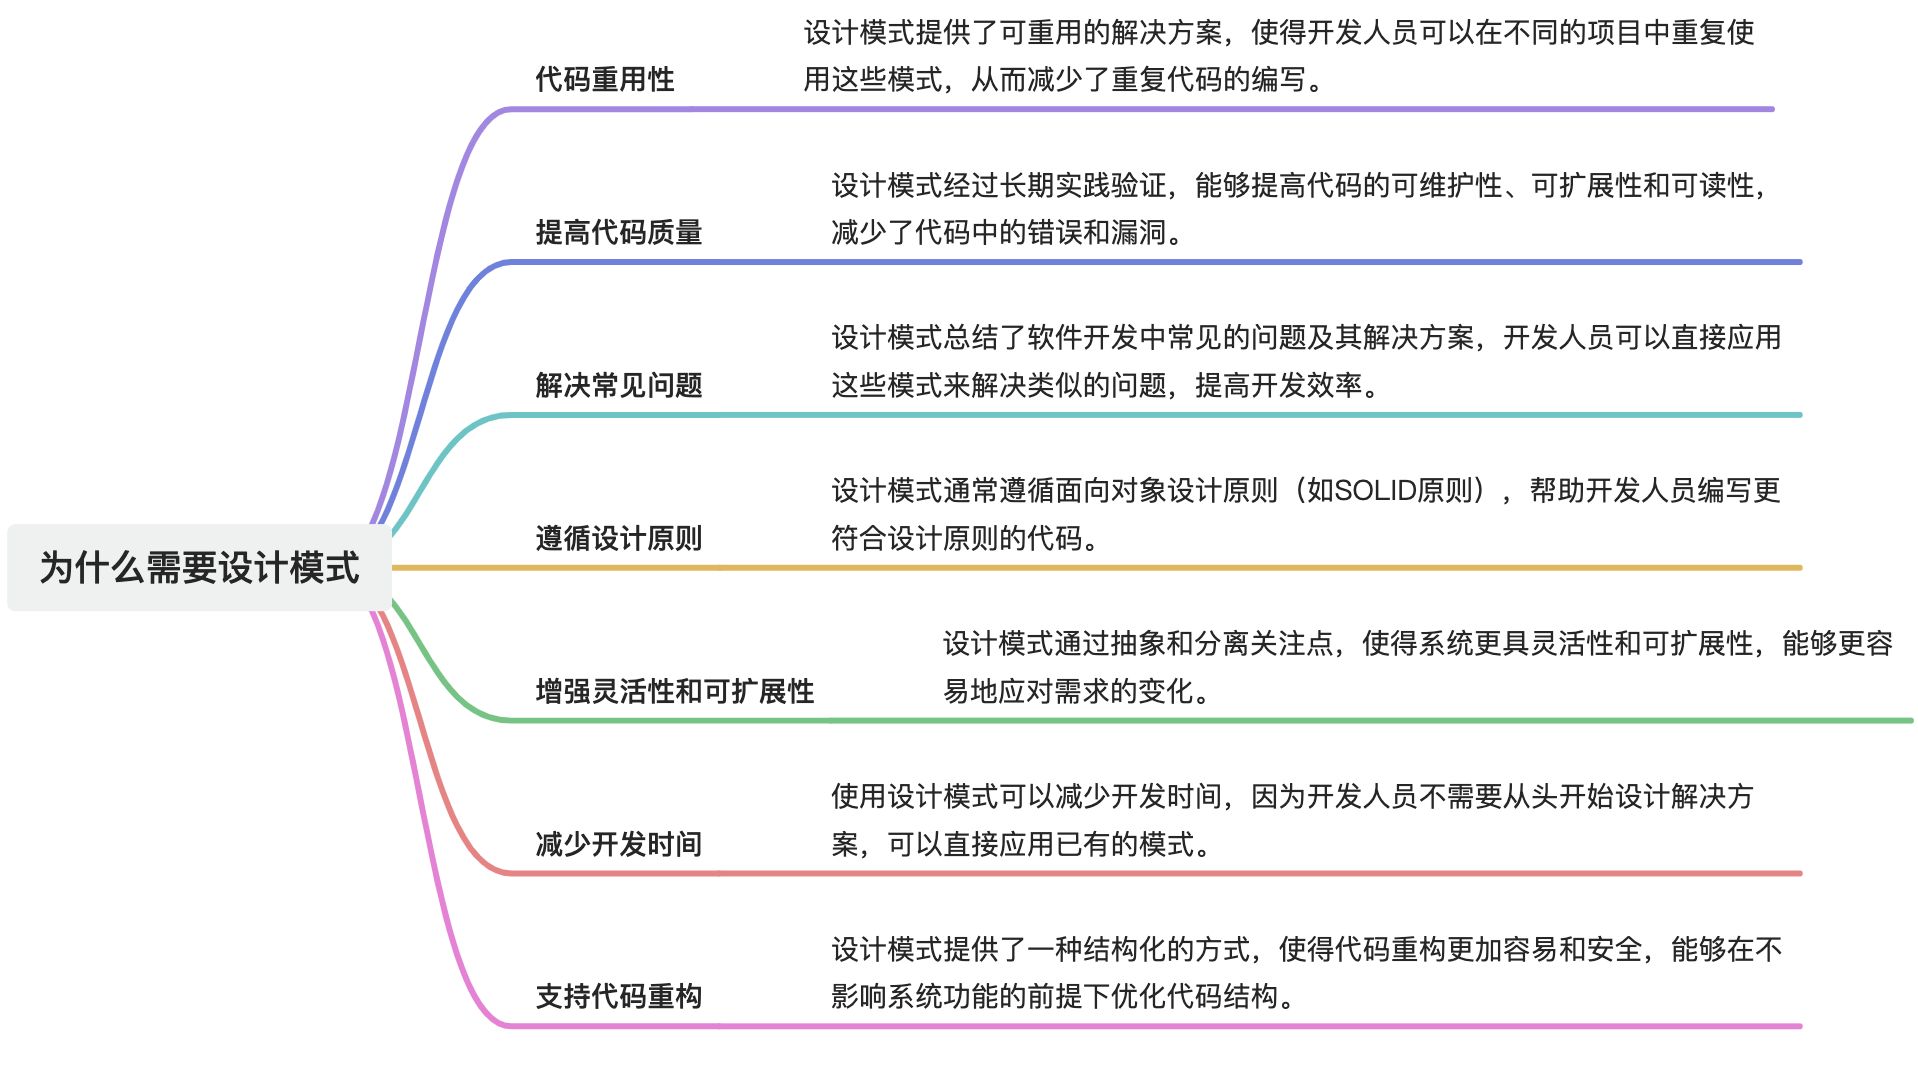 为什么需要设计模式
代码重用性
设计模式提供了可重用的解决方案，使得开发人员可以在不同的项目中重复使
用这些模式，从而减少了重复代码的编写。
提高代码质量
设计模式经过长期实践验证，能够提高代码的可维护性、可扩展性和可读性，
减少了代码中的错误和漏洞。
解决常见问题
设计模式总结了软件开发中常见的问题及其解决方案，开发人员可以直接应用
这些模式来解决类似的问题，提高开发效率。
遵循设计原则
设计模式通常遵循面向对象设计原则（如SOLID原则），帮助开发人员编写更
符合设计原则的代码。
增强灵活性和可扩展性
设计模式通过抽象和分离关注点，使得系统更具灵活性和可扩展性，能够更容
易地应对需求的变化。
减少开发时间
使用设计模式可以减少开发时间，因为开发人员不需要从头开始设计解决方
案，可以直接应用已有的模式。
支持代码重构
设计模式提供了一种结构化的方式，使得代码重构更加容易和安全，能够在不
影响系统功能的前提下优化代码结构。